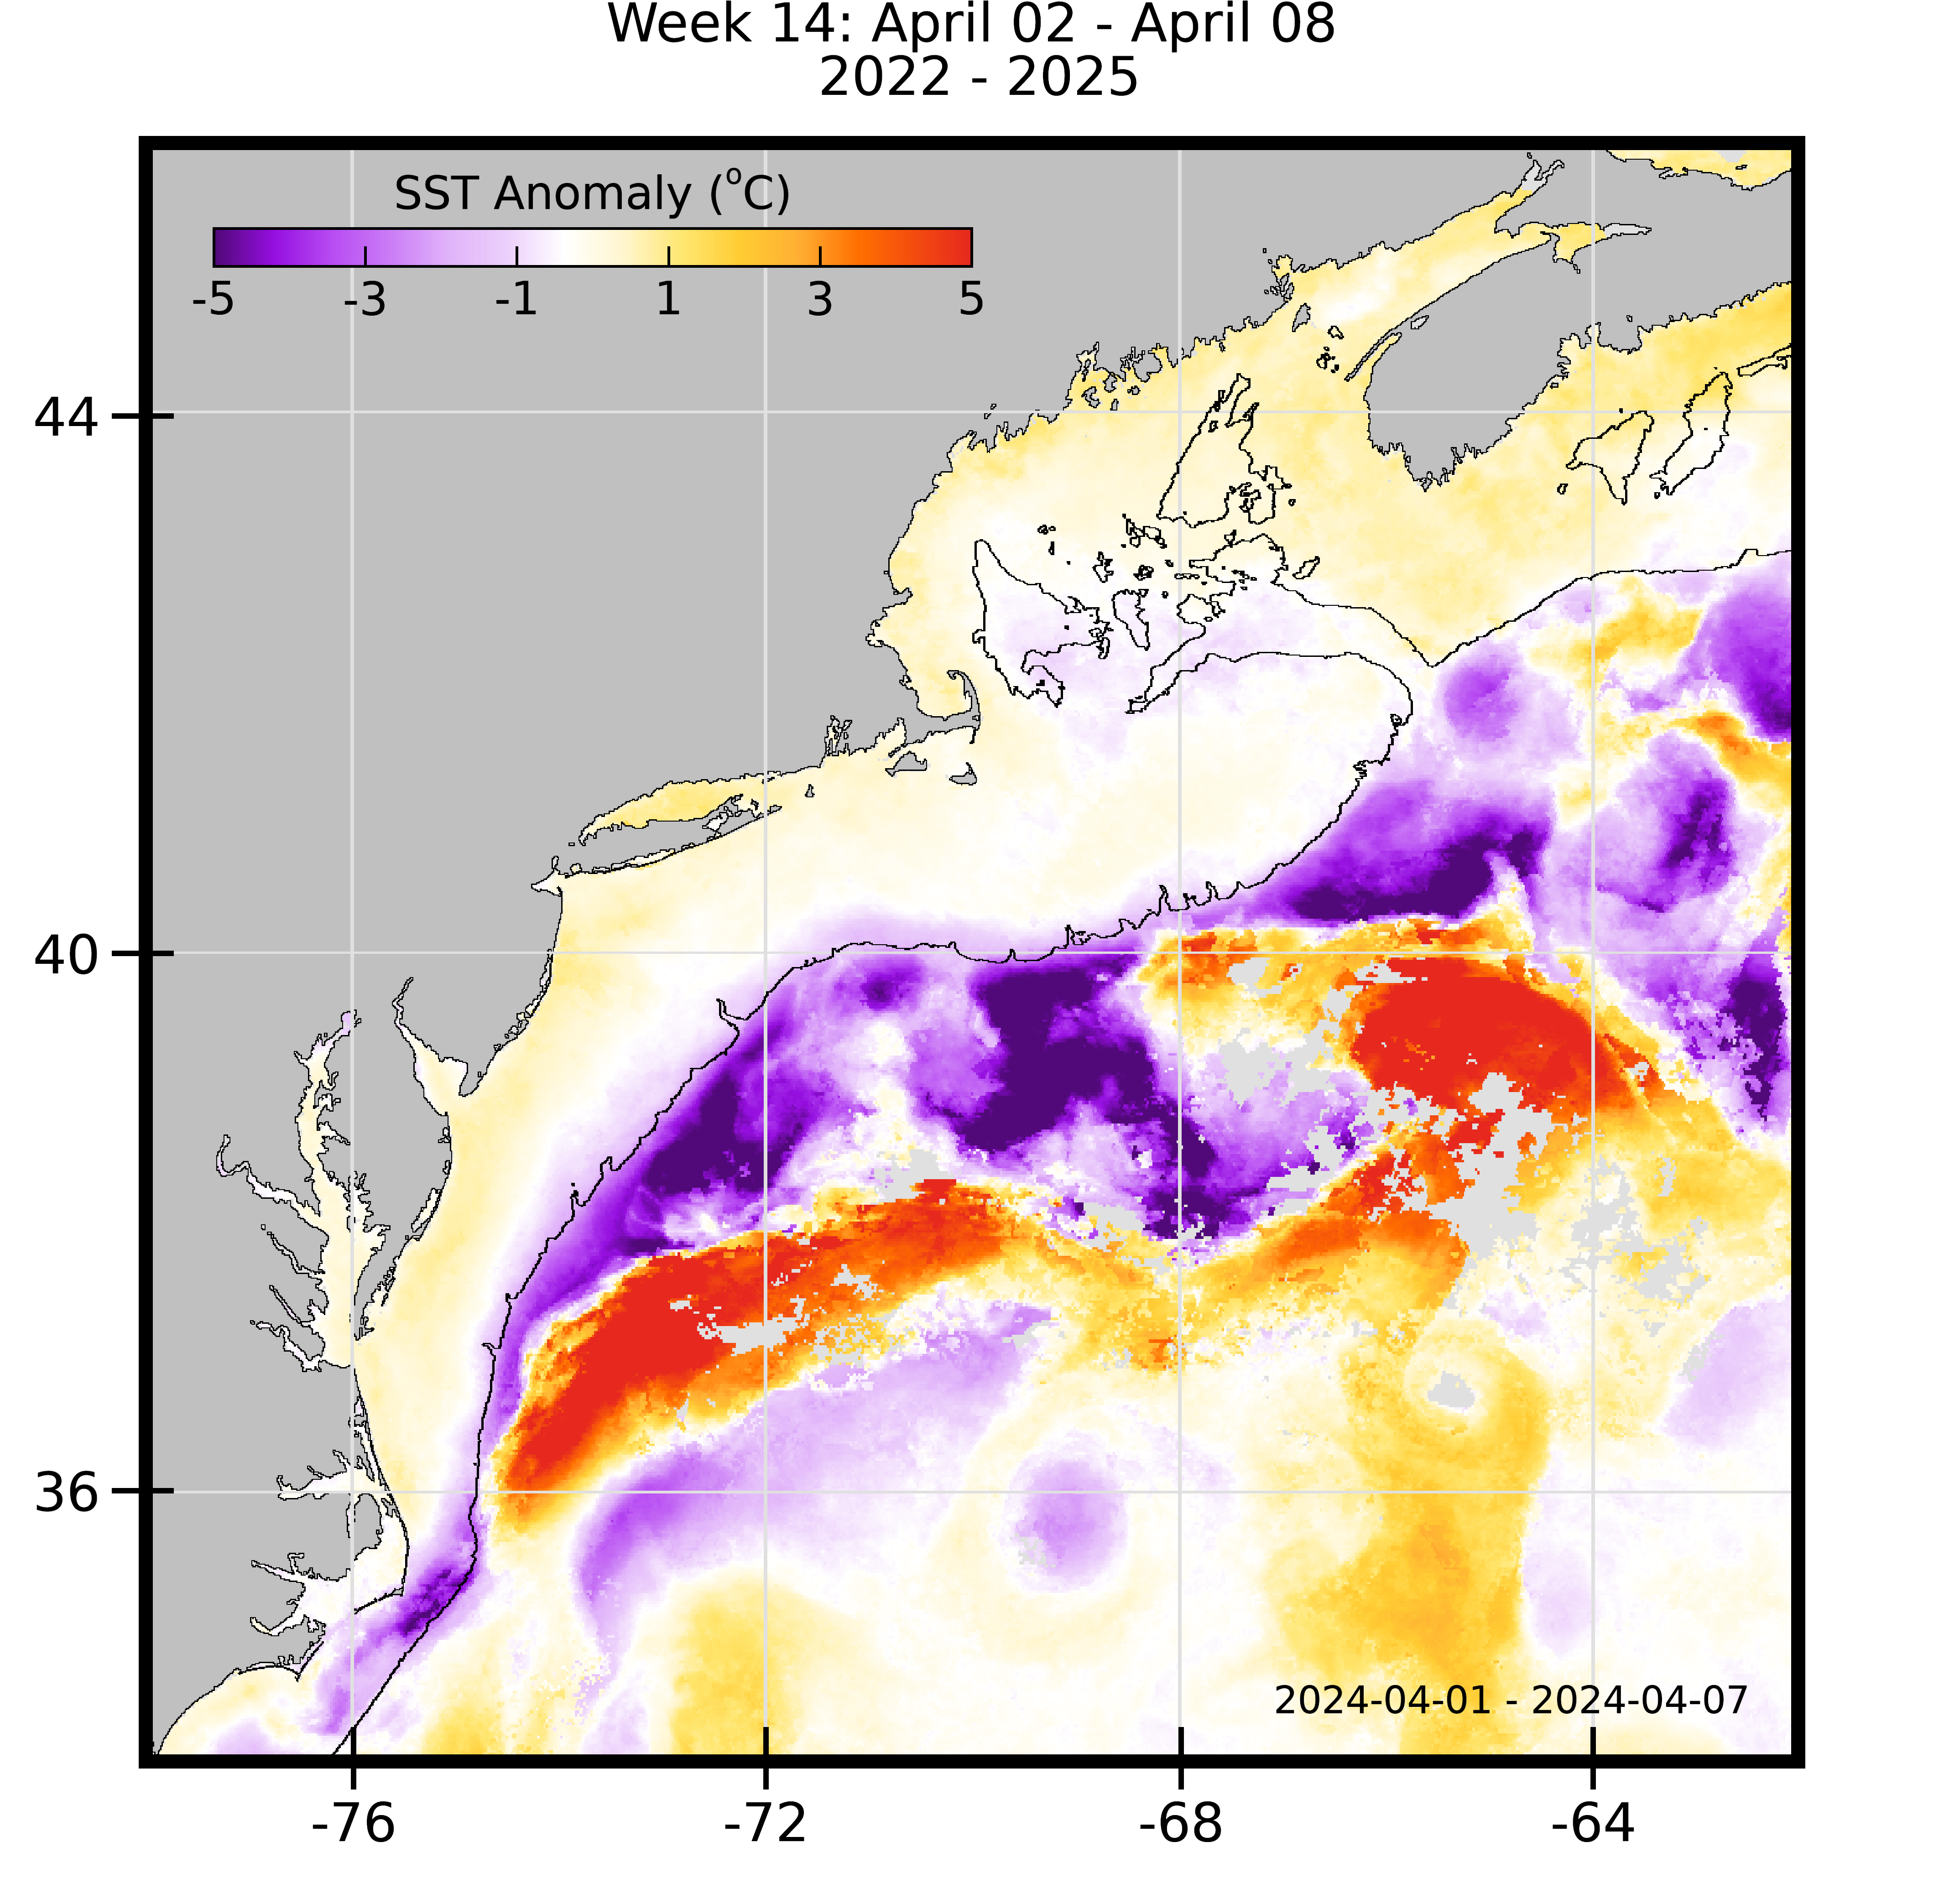 Week 14: April 02 - April 08
2022 - 2025
SST Anomaly (°C)
-5 -3 -1 1 3 5
44
40
36
2024-04-01 - 2024-04-07
-76 -72 -68 -64